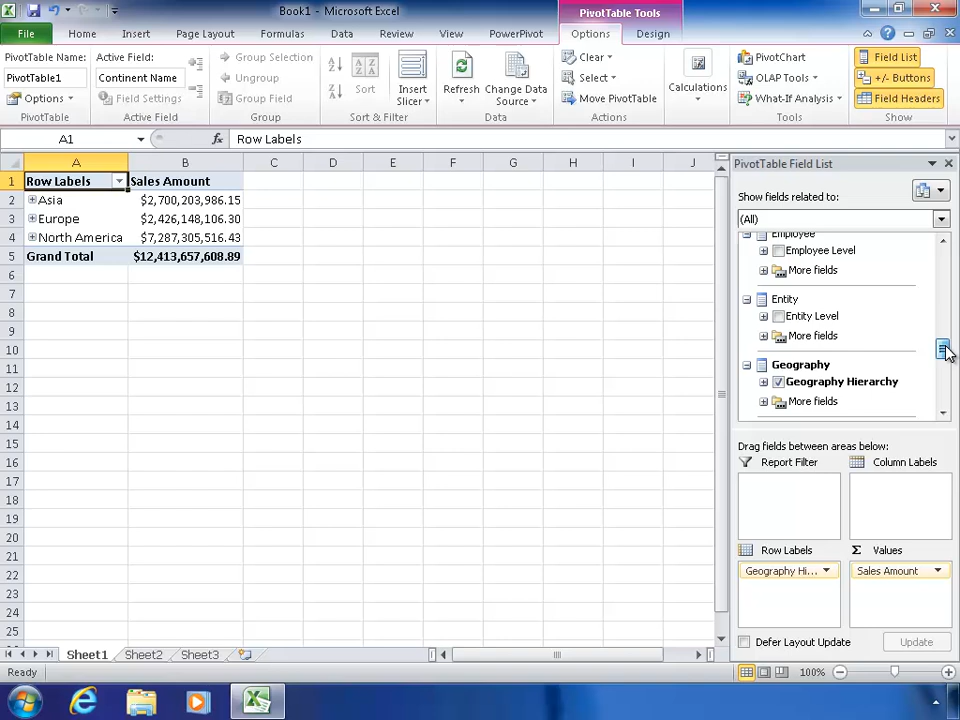 Book1 - Microsoft Excel
PivotTable Tools
File Home Insert Page Layout Formulas Data Review View PowerPivot Options Design
PivotTable Name:
PivotTable1
Options
PivotTable
Active Field:
Continent Name
Field Settings
Active Field
Group Selection
Ungroup
Group Field
Group
Sort
Insert
Slicer
Sort & Filter
Refresh
Change Data
Source
Data
Clear
Select
Move PivotTable
Actions
Calculations
PivotChart
OLAP Tools
What-If Analysis
Tools
Field List
+/- Buttons
Field Headers
Show
A1 fx Row Labels
A B C D E F G H I J
1 Row Labels Sales Amount
2 Asia $2,700,203,986.15
3 Europe $2,426,148,106.30
4 North America $7,287,305,516.43
5 Grand Total $12,413,657,608.89
6
7
8
9
10
11
12
13
14
15
16
17
18
19
20
21
22
23
24
25
PivotTable Field List
Show fields related to:
(All)
Employee
Employee Level
More fields
Entity
Entity Level
More fields
Geography
Geography Hierarchy
More fields
Drag fields between areas below:
Report Filter Column Labels
Row Labels Σ Values
Geography Hi... Sales Amount
Defer Layout Update Update
Sheet1 Sheet2 Sheet3
Ready 100%